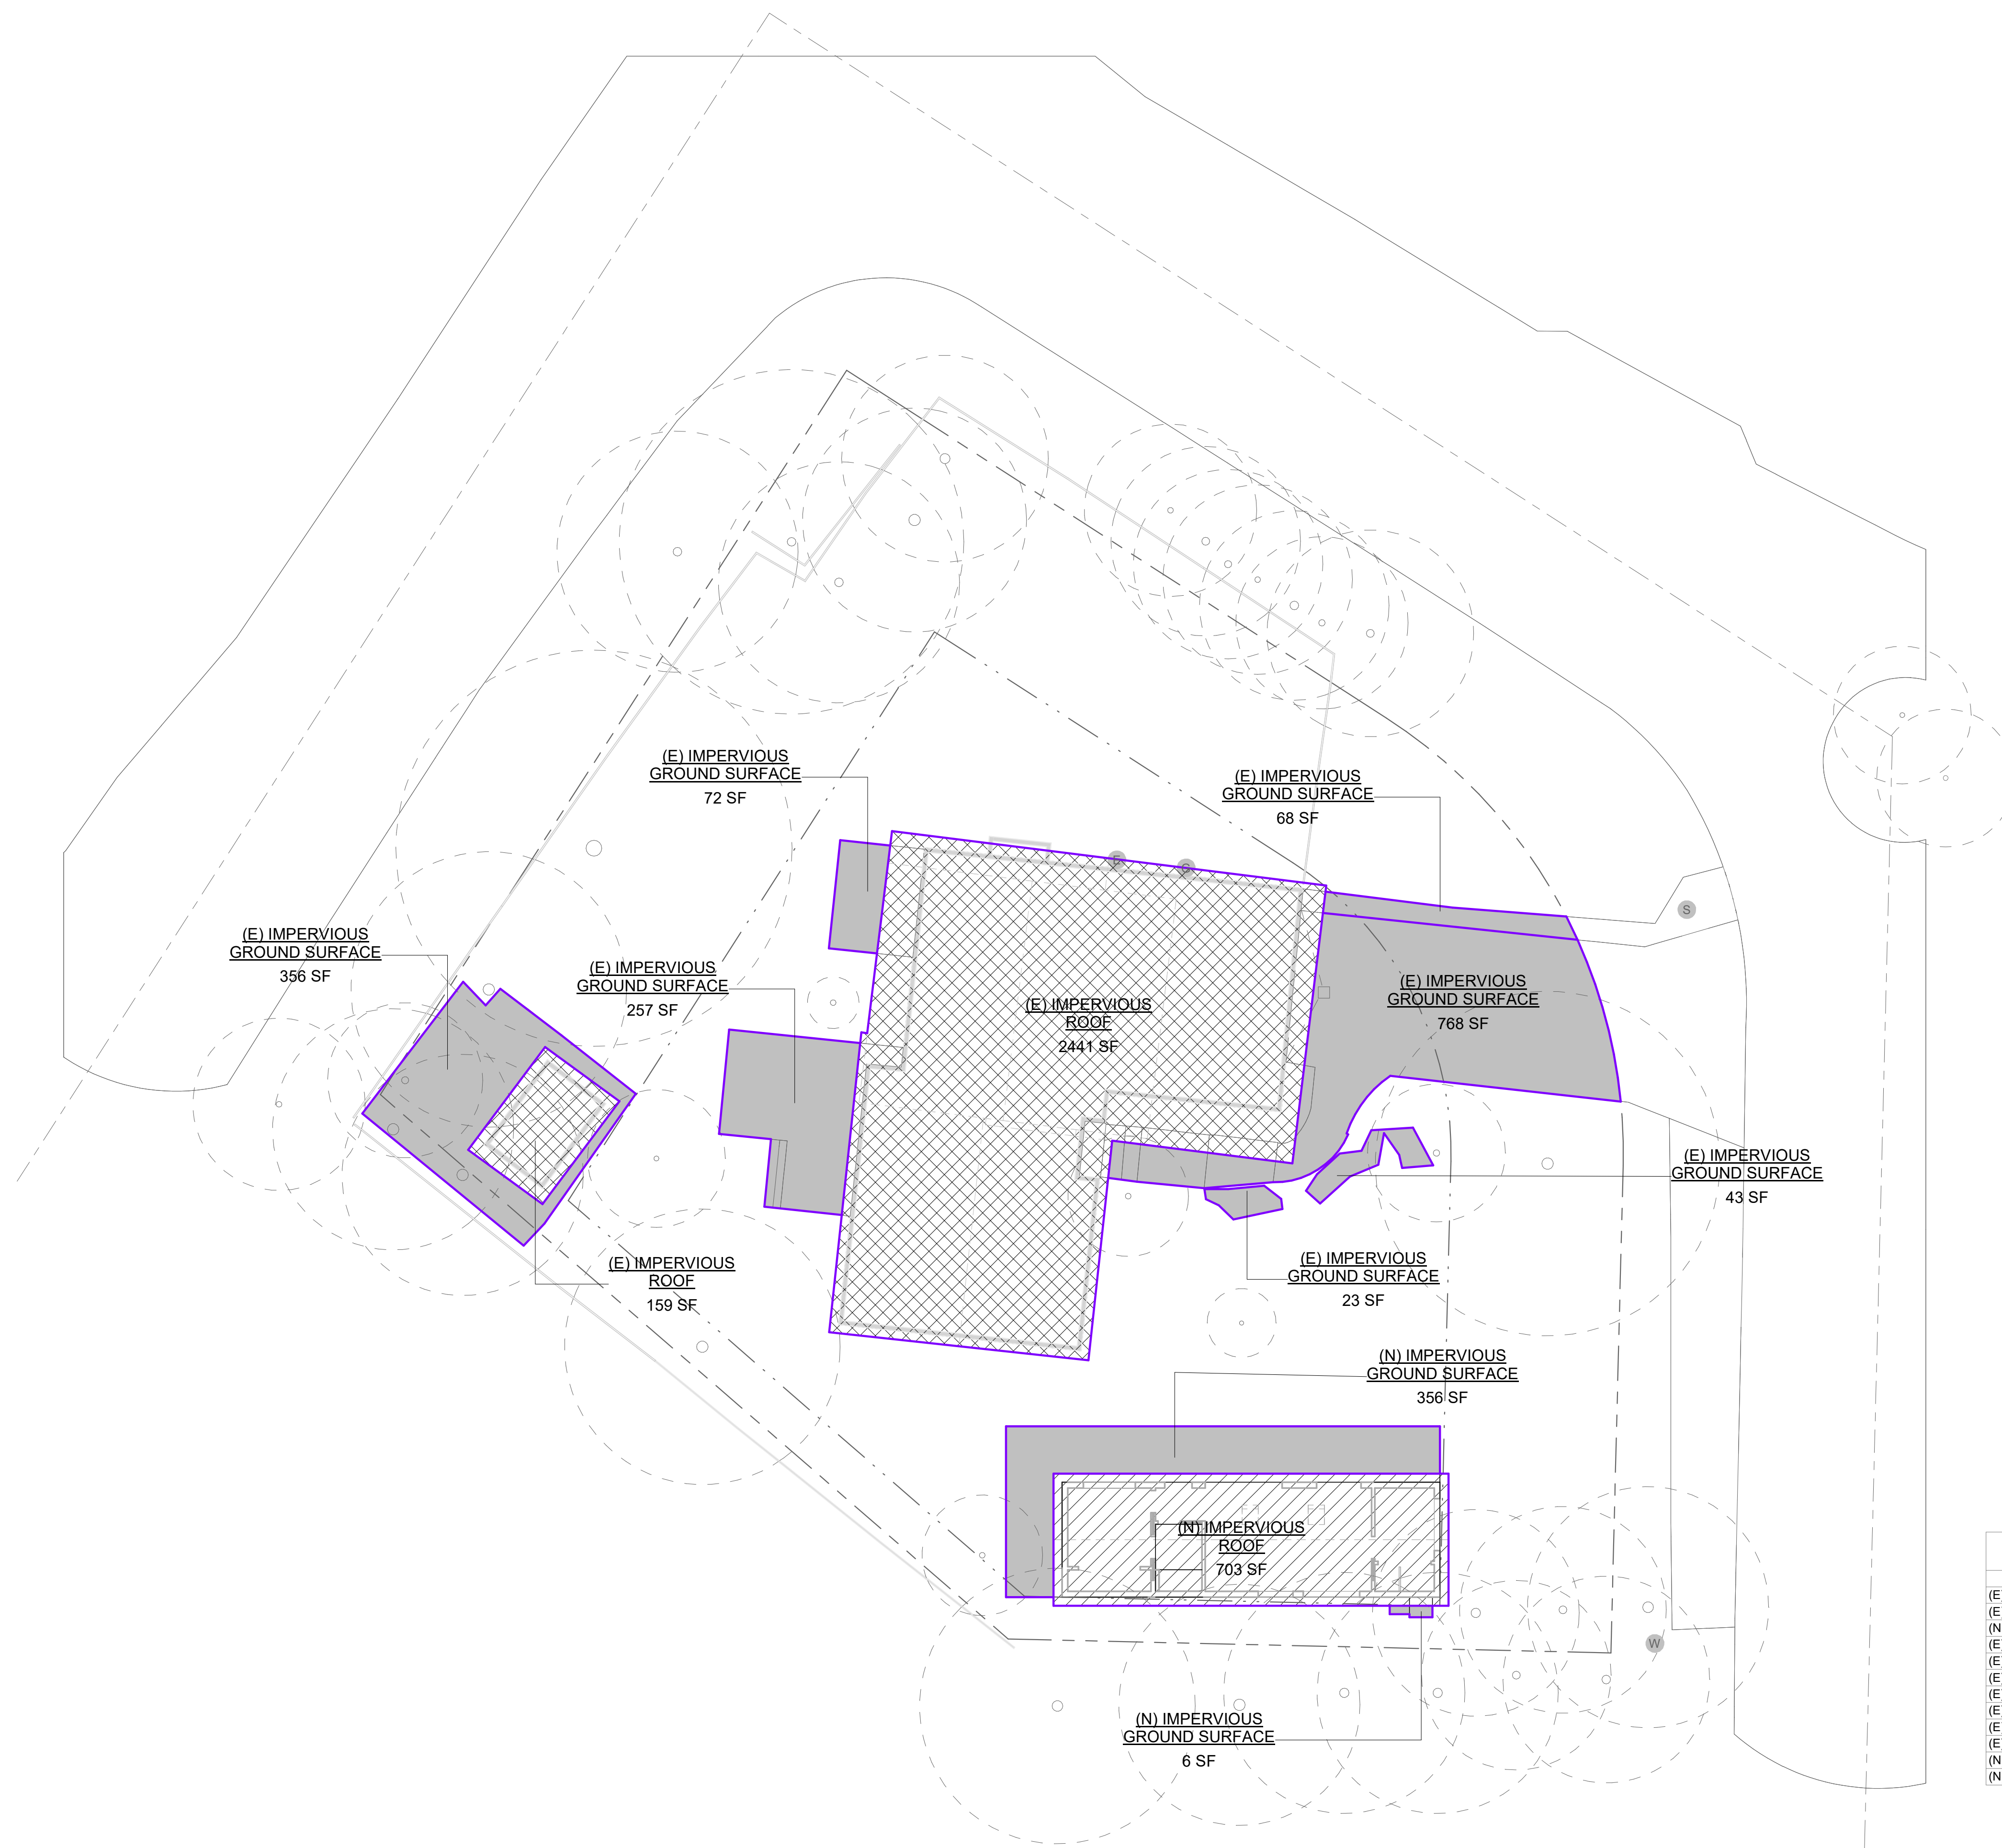 (E) IMPERVIOUS
GROUND SURFACE
72 SF
(E) IMPERVIOUS
GROUND SURFACE
68 SF
E
G
S
(E) IMPERVIOUS
GROUND SURFACE
356 SF
(E) IMPERVIOUS
GROUND SURFACE
257 SF
(E) IMPERVIOUS
ROOF
2441 SF
(E) IMPERVIOUS
GROUND SURFACE
768 SF
(E) IMPERVIOUS
GROUND SURFACE
43 SF
(E) IMPERVIOUS
ROOF
159 SF
(E) IMPERVIOUS
GROUND SURFACE
23 SF
(N) IMPERVIOUS
GROUND SURFACE
356 SF
(N) IMPERVIOUS
ROOF
703 SF
W
(N) IMPERVIOUS
GROUND SURFACE
6 SF
(E
(E
(N
(E
(E
(E
(E
(E
(E
(E
(N
(N